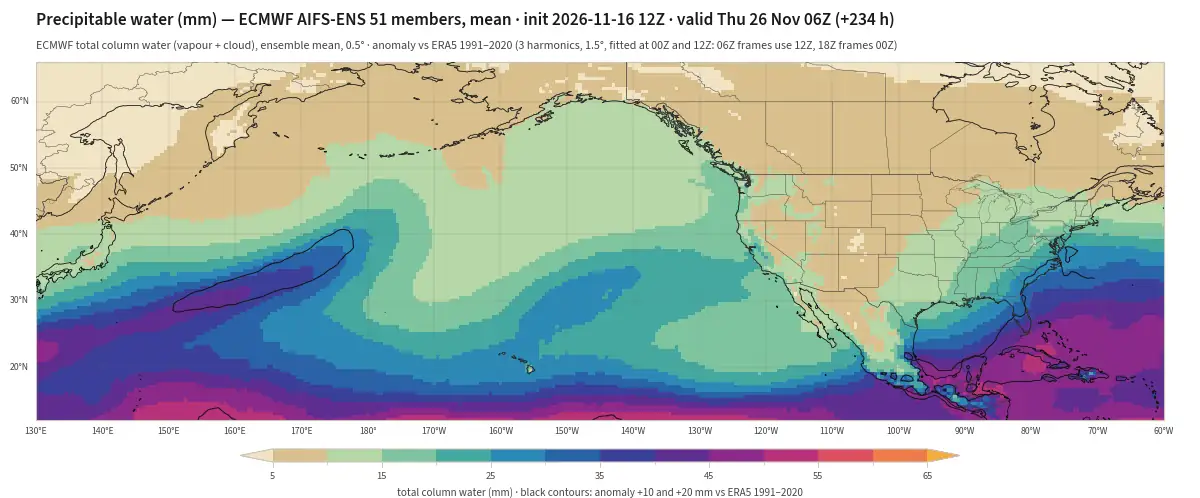 Precipitable water (mm) — ECMWF AIFS-ENS 51 members, mean · init 2026-11-16 12Z · valid Thu 26 Nov 06Z (+234 h)
ECMWF total column water (vapour + cloud), ensemble mean, 0.5° · anomaly vs ERA5 1991–2020 (3 harmonics, 1.5°, fitted at 00Z and 12Z: 06Z frames use 12Z, 18Z frames 00Z)
60°N
50°N
40°N
30°N
20°N
130°E 140°E 150°E 160°E 170°E 180° 170°W 160°W 150°W 140°W 130°W 120°W 110°W 100°W 90°W 80°W 70°W 60°W
5 15 25 35 45 55 65
total column water (mm) · black contours: anomaly +10 and +20 mm vs ERA5 1991–2020